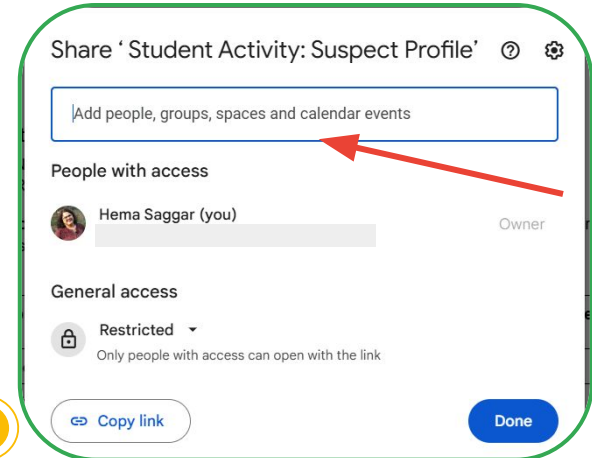 Share ‘ Student Activity: Suspect Profile’
Add people, groups, spaces and calendar events
People with access
Hema Saggar (you)
Owner
General access
Restricted
Only people with access can open with the link
Copy link
Done